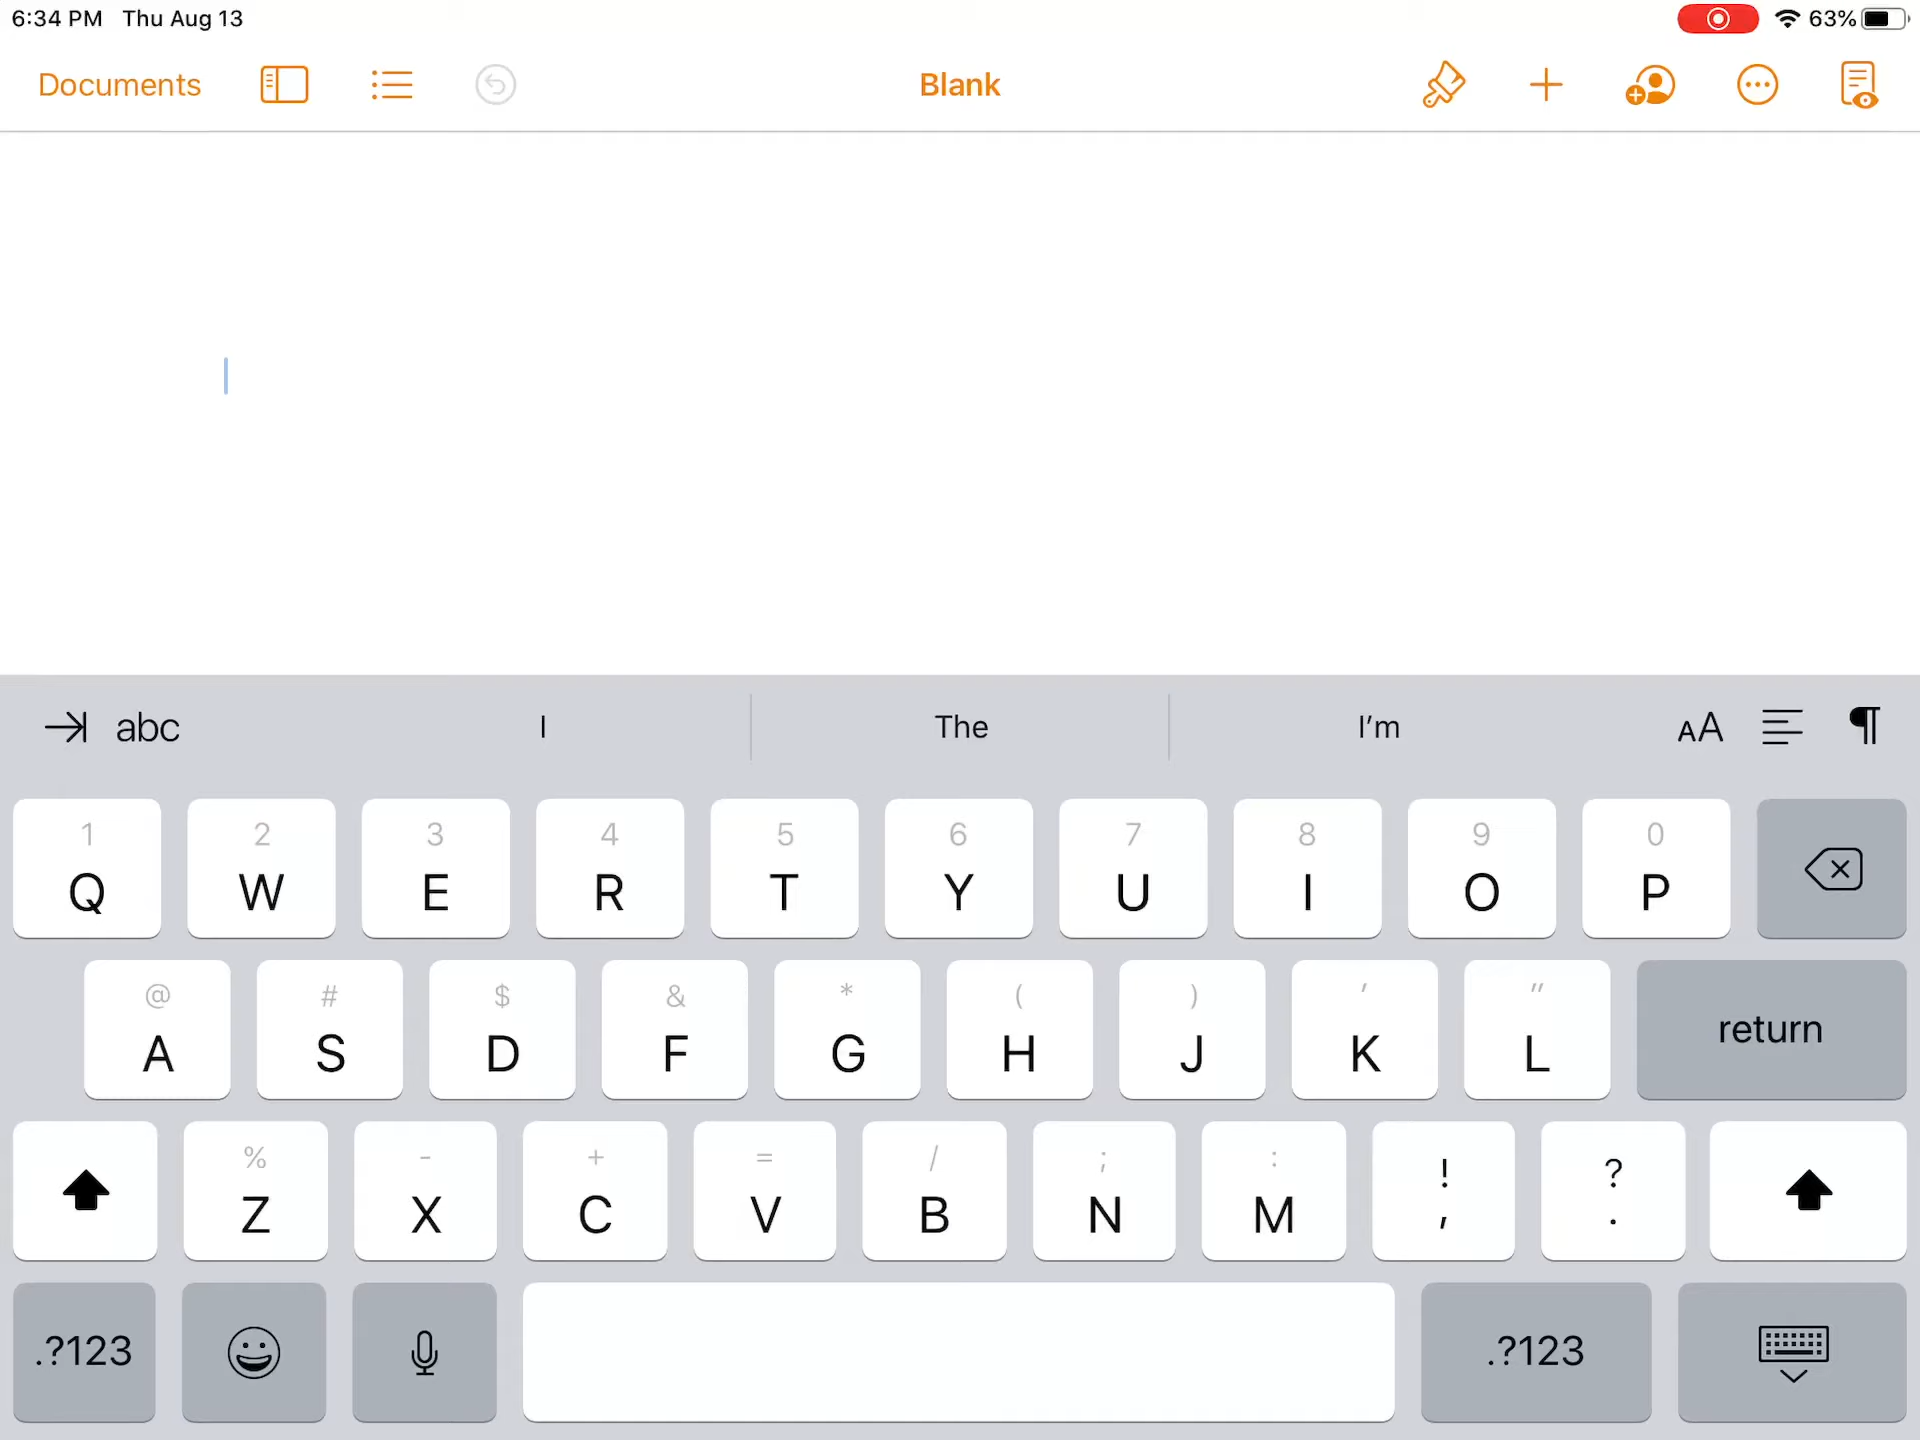 6:34 PM Thu Aug 13 63%
Documents Blank
abc I The I'm AA ¶
1 2 3 4 5 6 7 8 9 0
Q W E R T Y U I O P
@ # $ & * ( ) ' "
A S D F G H J K L return
% - + = / ; : ! ?
Z X C V B N M , .
.?123 .?123